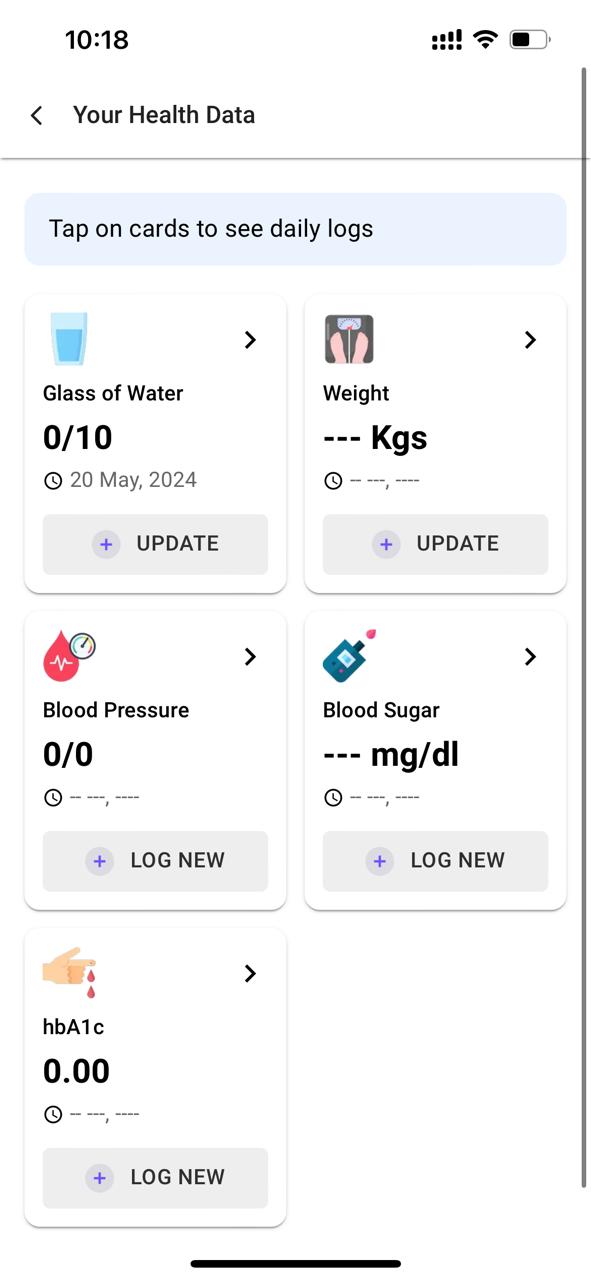 10:18
Your Health Data
Tap on cards to see daily logs
Glass of Water
0/10
20 May, 2024
+ UPDATE
Weight
--- Kgs
-- ---, ----
+ UPDATE
Blood Pressure
0/0
-- ---, ----
+ LOG NEW
Blood Sugar
--- mg/dl
-- ---, ----
+ LOG NEW
hbA1c
0.00
-- ---, ----
+ LOG NEW